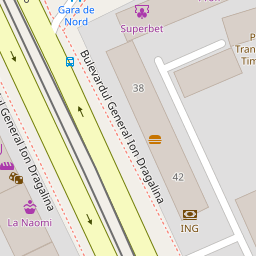 Gara de
Nord
Superbet
Bulevardul General Ion Dragalina
38
42
ING
La Naomi
General Ion Dragalina